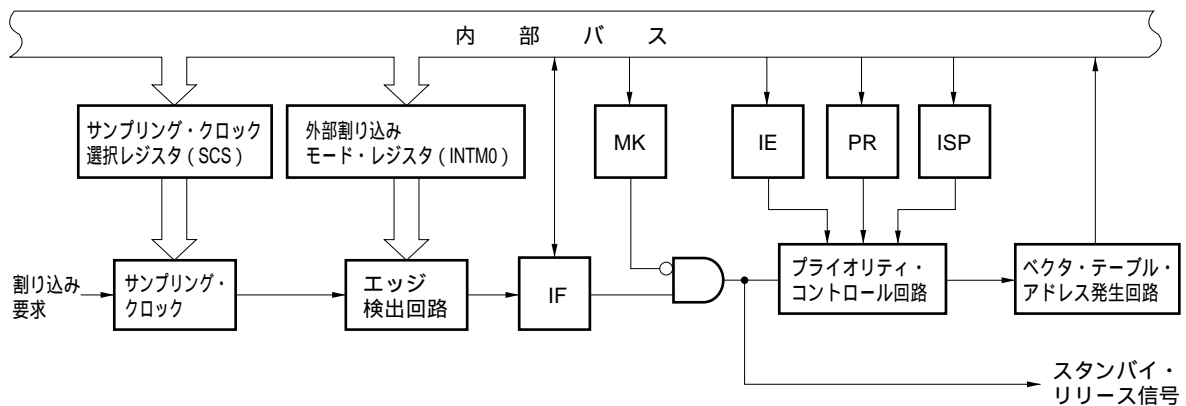 内部バス
サンプリング・クロック
選択レジスタ(SCS)
外部割り込み
モード・レジスタ(INTM0)
MK
IE
PR
ISP
割り込み
要求
サンプリング・
クロック
エッジ
検出回路
IF
プライオリティ・
コントロール回路
ベクタ・テーブル・
アドレス発生回路
スタンバイ・
リリース信号